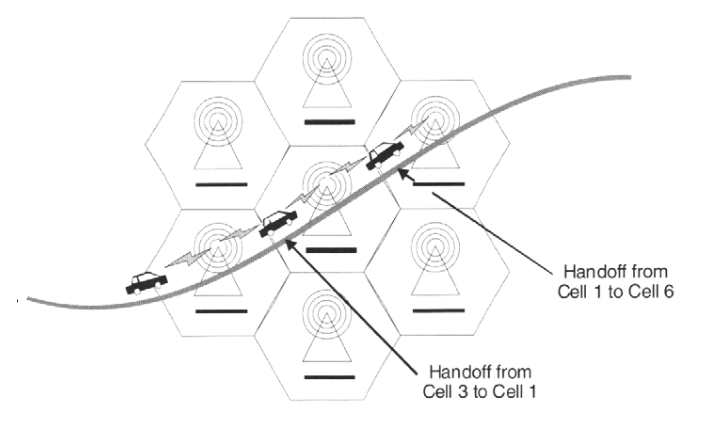 Handoff from
Cell 1 to Cell 6
Handoff from
Cell 3 to Cell 1